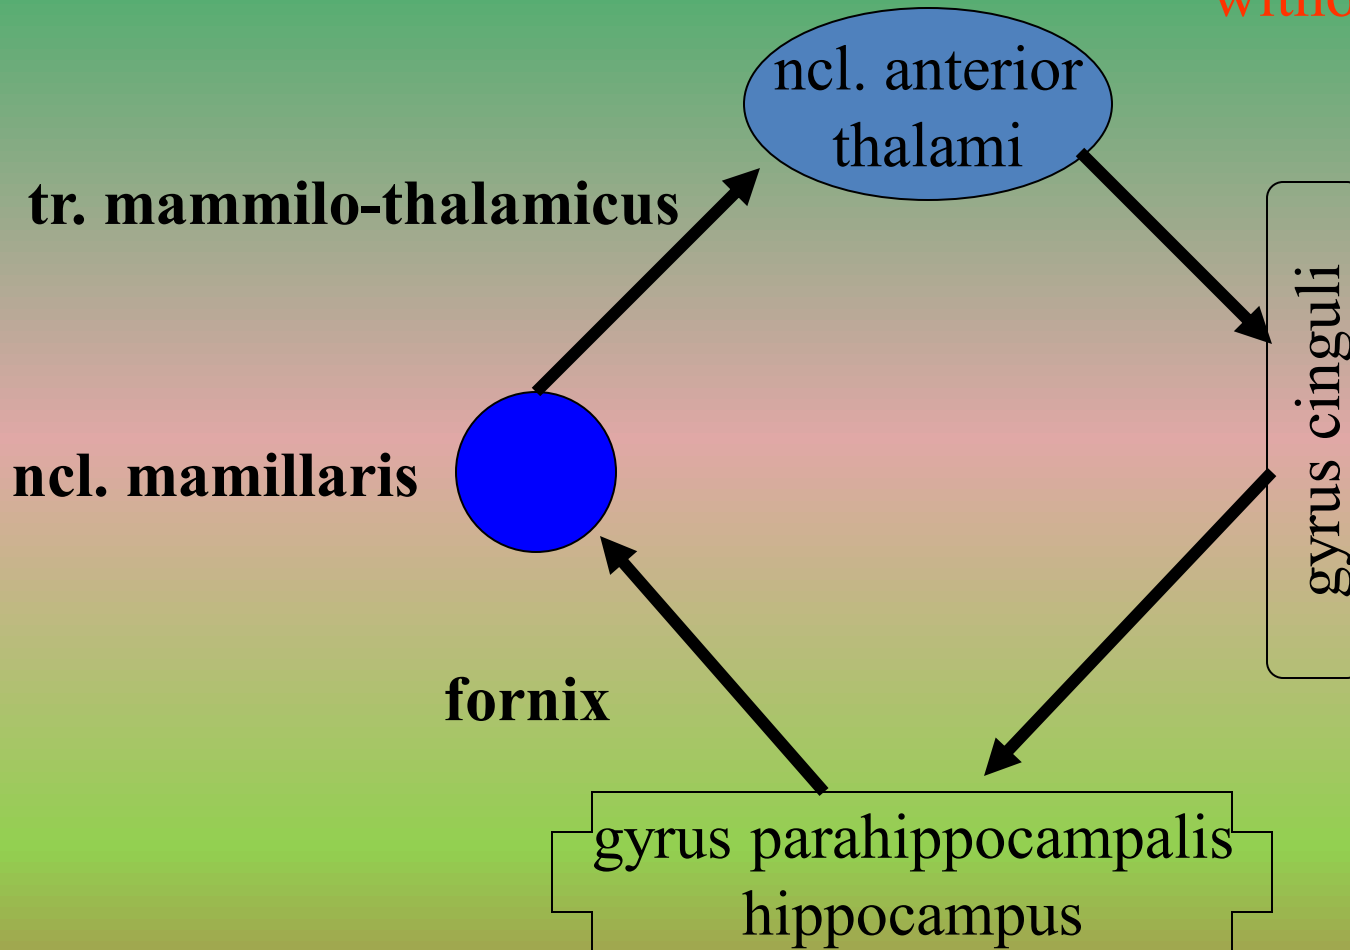 ncl. anterior
thalami
tr. mammilo-thalamicus
gyrus cinguli
ncl. mamillaris
fornix
gyrus parahippocampalis
hippocampus